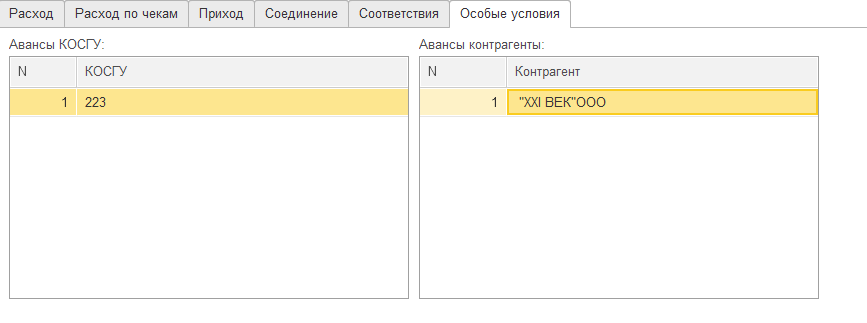 Расход Расход по чекам Приход Соединение Соответствия Особые условия
Авансы КОСГУ: Авансы контрагенты:
N КОСГУ N Контрагент
1 223 1 "XXI ВЕК"ООО